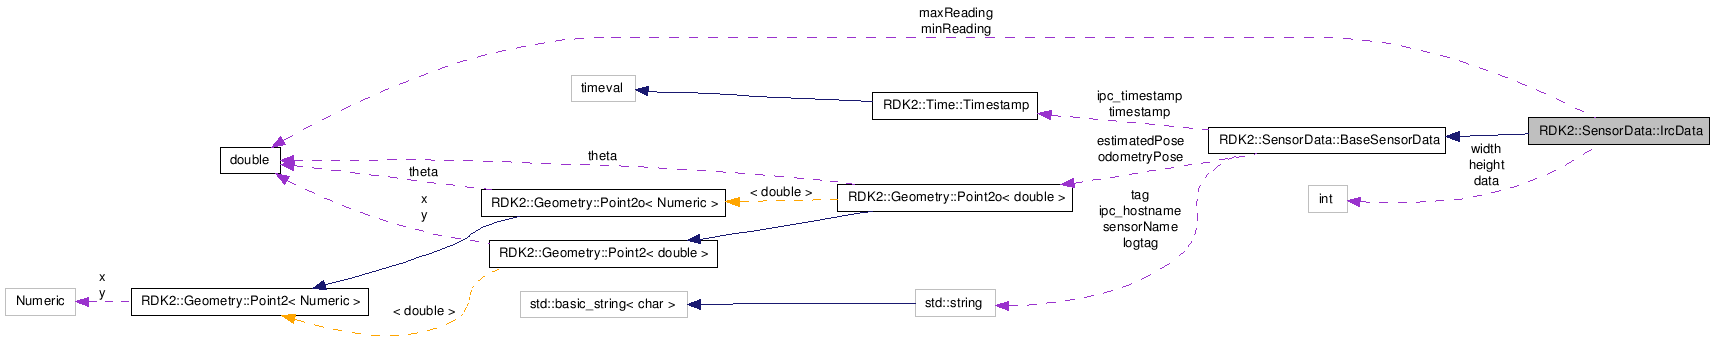 maxReading
minReading
timeval
RDK2::Time::Timestamp
ipc_timestamp
timestamp
RDK2::SensorData::IrcData
RDK2::SensorData::BaseSensorData
estimatedPose
odometryPose
width
height
data
double
theta
theta
< double >
RDK2::Geometry::Point2o< Numeric >
RDK2::Geometry::Point2o< double >
int
x
y
tag
ipc_hostname
sensorName
logtag
RDK2::Geometry::Point2< double >
x
y
Numeric
RDK2::Geometry::Point2< Numeric >
< double >
std::basic_string< char >
std::string